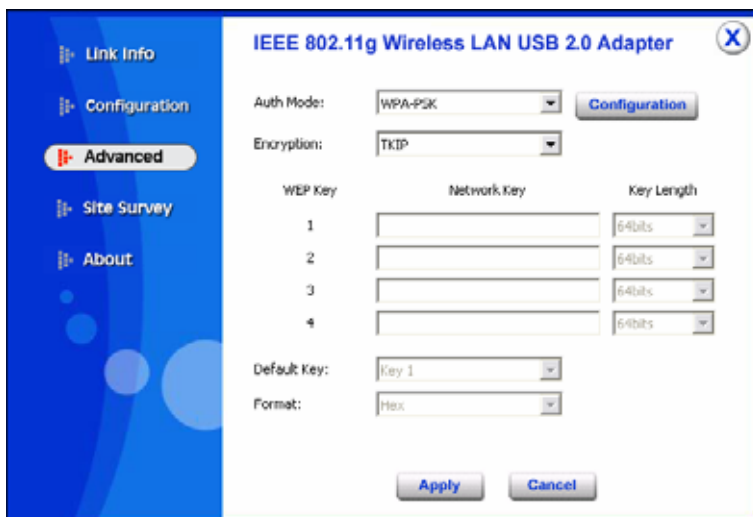 Link Info
Configuration
Advanced
Site Survey
About
IEEE 802.11g Wireless LAN USB 2.0 Adapter
X
Auth Mode: WPA-PSK Configuration
Encryption: TKIP
WEP Key Network Key Key Length
1 64bits
2 64bits
3 64bits
4 64bits
Default Key: Key 1
Format: Hex
Apply Cancel